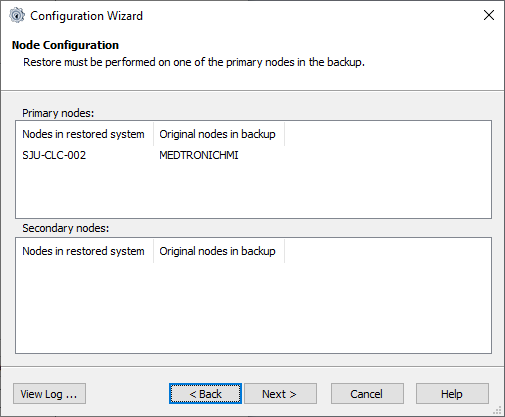 Configuration Wizard
Node Configuration
Restore must be performed on one of the primary nodes in the backup.
Primary nodes:
Nodes in restored system Original nodes in backup
SJU-CLC-002 MEDTRONICHMI
Secondary nodes:
Nodes in restored system Original nodes in backup
View Log ... < Back Next > Cancel Help